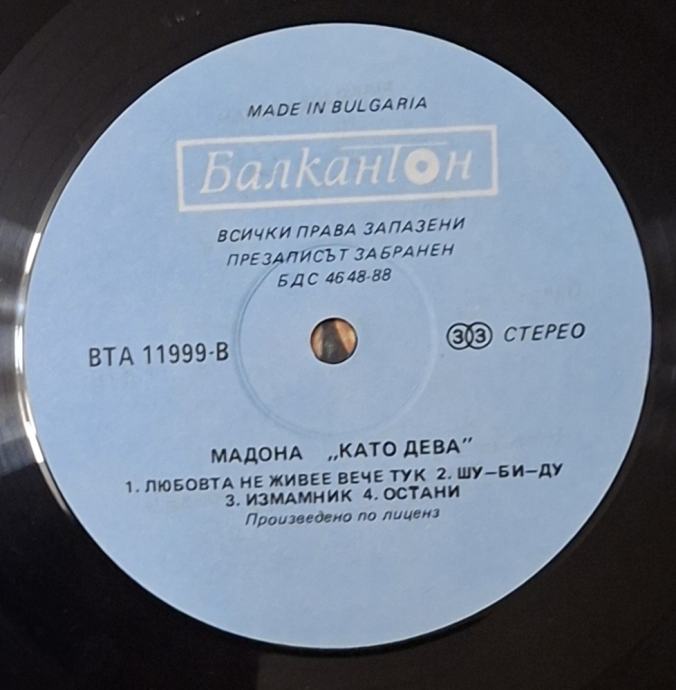 MADE IN BULGARIA
Балкантон
ВСИЧКИ ПРАВА ЗАПАЗЕНИ
ПРЕЗАПИСЪТ ЗАБРАНЕН
БДС 4648-88
ВТА 11999-В
33 СТЕРЕО
МАДОНА „КАТО ДЕВА"
1. ЛЮБОВТА НЕ ЖИВЕЕ ВЕЧЕ ТУК 2. ШУ–БИ–ДУ
3. ИЗМАМНИК 4. ОСТАНИ
Произведено по лиценз